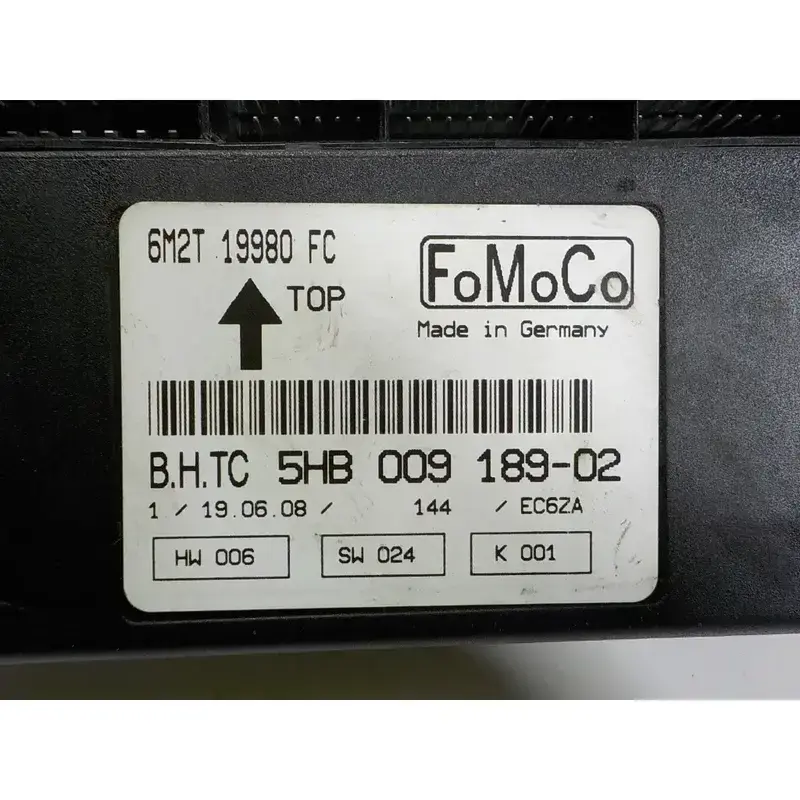 6M2T 19980 FC
FoMoCo
TOP
Made in Germany
B.H.TC 5HB 009 189-02
1 / 19.06.08 / 144 / EC6ZA
HW 006 SW 024 K 001